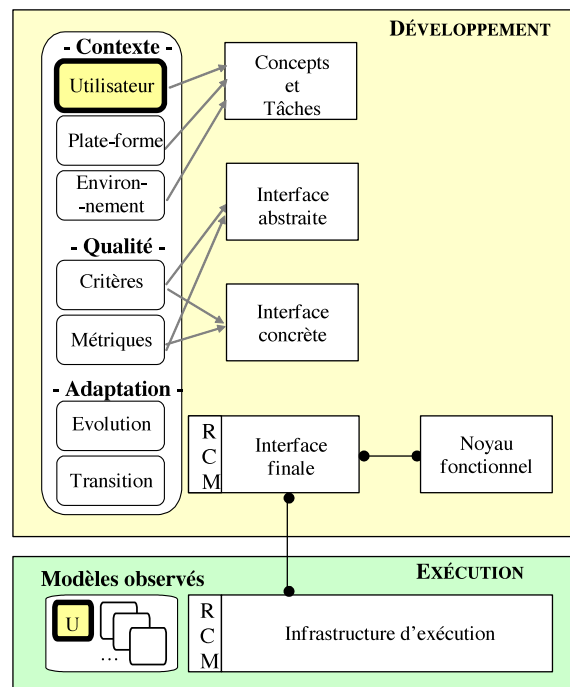 DÉVELOPPEMENT
- Contexte -
Utilisateur
Plate-forme
Environ-
-nement
- Qualité -
Critères
Métriques
- Adaptation -
Evolution
Transition
Concepts
et
Tâches
Interface
abstraite
Interface
concrète
R
C
M
Interface
finale
Noyau
fonctionnel
EXÉCUTION
Modèles observés
U
...
R
C
M
Infrastructure d'exécution